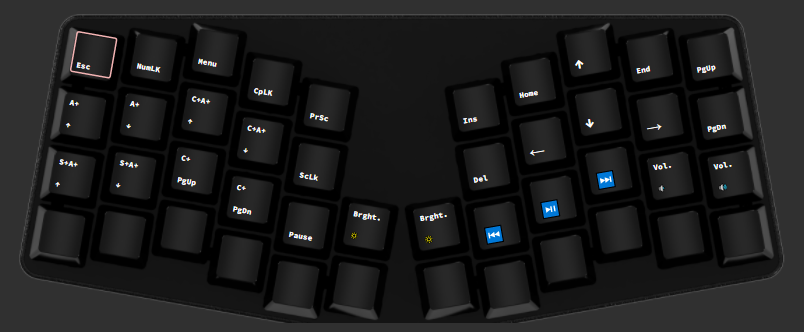 Esc NumLK Menu CpLK PrSc
Ins Home ↑ End PgUp
A+ ↑ A+ ↓ C+A+ ↑ C+A+ ↓ ScLk
Del ← ↓ → PgDn
S+A+ ↑ S+A+ ↓ C+ PgUp C+ PgDn Pause Brght.
Brght. ⏮ ⏯ ⏭ Vol. Vol.